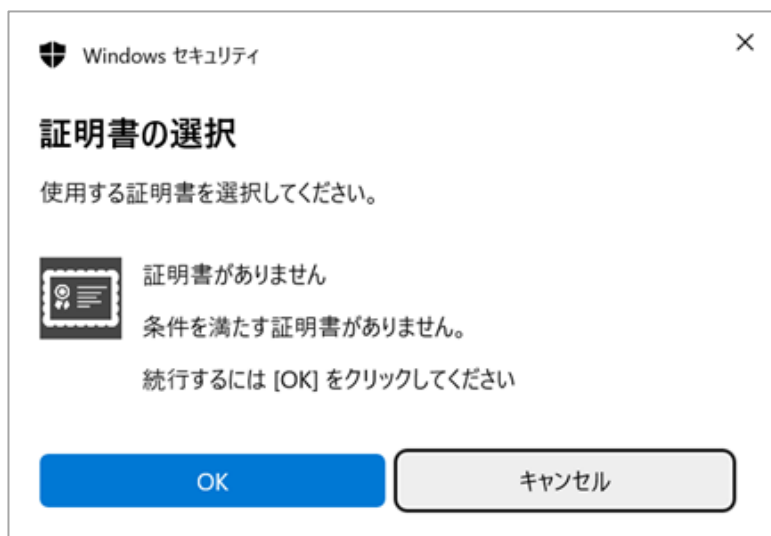 Windows セキュリティ
証明書の選択
使用する証明書を選択してください。
証明書がありません
条件を満たす証明書がありません。
続行するには [OK] をクリックしてください
OK
キャンセル